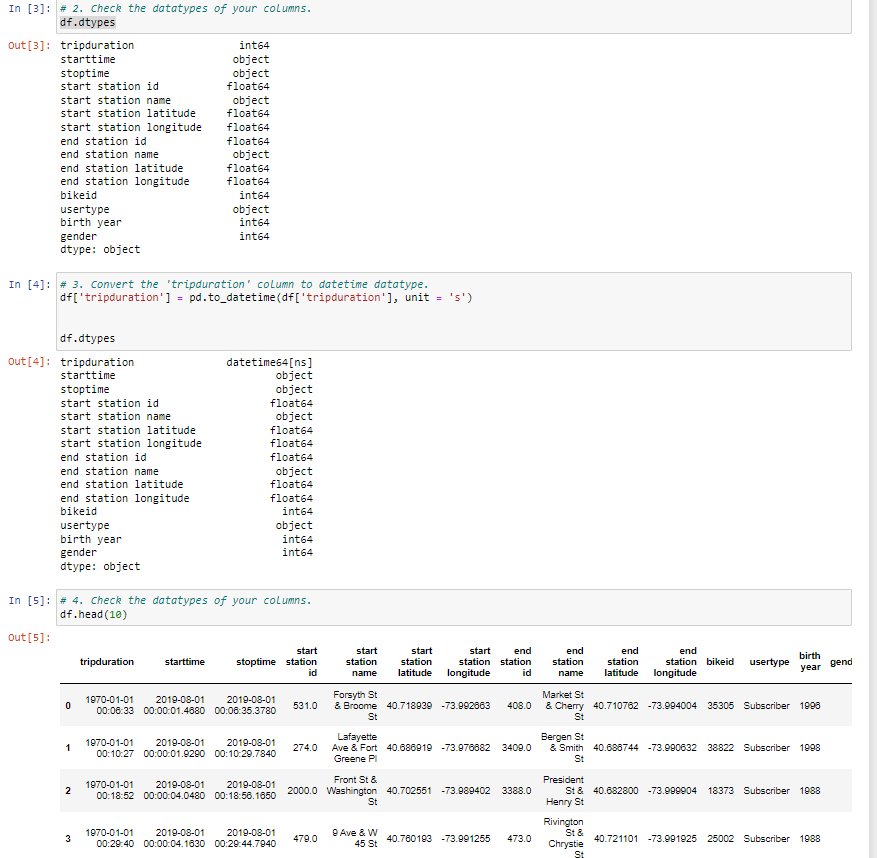 In [3]: # 2. Check the datatypes of your columns.
df.dtypes
Out[3]: tripduration int64
starttime object
stoptime object
start station id float64
start station name object
start station latitude float64
start station longitude float64
end station id float64
end station name object
end station latitude float64
end station longitude float64
bikeid int64
usertype object
birth year int64
gender int64
dtype: object
In [4]: # 3. Convert the 'tripduration' column to datetime datatype.
df['tripduration'] = pd.to_datetime(df['tripduration'], unit = 's')
df.dtypes
Out[4]: tripduration datetime64[ns]
starttime object
stoptime object
start station id float64
start station name object
start station latitude float64
start station longitude float64
end station id float64
end station name object
end station latitude float64
end station longitude float64
bikeid int64
usertype object
birth year int64
gender int64
dtype: object
In [5]: # 4. Check the datatypes of your columns.
df.head(10)
Out[5]:
start start start start end end end end
birth
tripduration starttime stoptime station station station station station station station station bikeid usertype gend
year
id name latitude longitude id name latitude longitude
Forsyth St Market St
0 1970-01-01 2019-08-01 2019-08-01 531.0 & Broome 40.718939 -73.992663 408.0 & Cherry 40.710762 -73.994004 35305 Subscriber 1996
00:06:33 00:00:01.4680 00:06:35.3780 St St
Lafayette Bergen St
1 1970-01-01 2019-08-01 2019-08-01 274.0 Ave & Fort 40.686919 -73.976682 3409.0 & Smith 40.686744 -73.990632 38822 Subscriber 1998
00:10:27 00:00:01.9290 00:10:29.7840 Greene Pl St
Front St & President
2 1970-01-01 2019-08-01 2019-08-01 2000.0 Washington 40.702551 -73.989402 3388.0 St & 40.682800 -73.999904 18373 Subscriber 1988
00:18:52 00:00:04.0480 00:18:56.1650 St Henry St
Rivington
3 1970-01-01 2019-08-01 2019-08-01 479.0 9 Ave & W 40.760193 -73.991255 473.0 St & 40.721101 -73.991925 25002 Subscriber 1988
00:29:40 00:00:04.1630 00:29:44.7940 45 St Chrystie
St